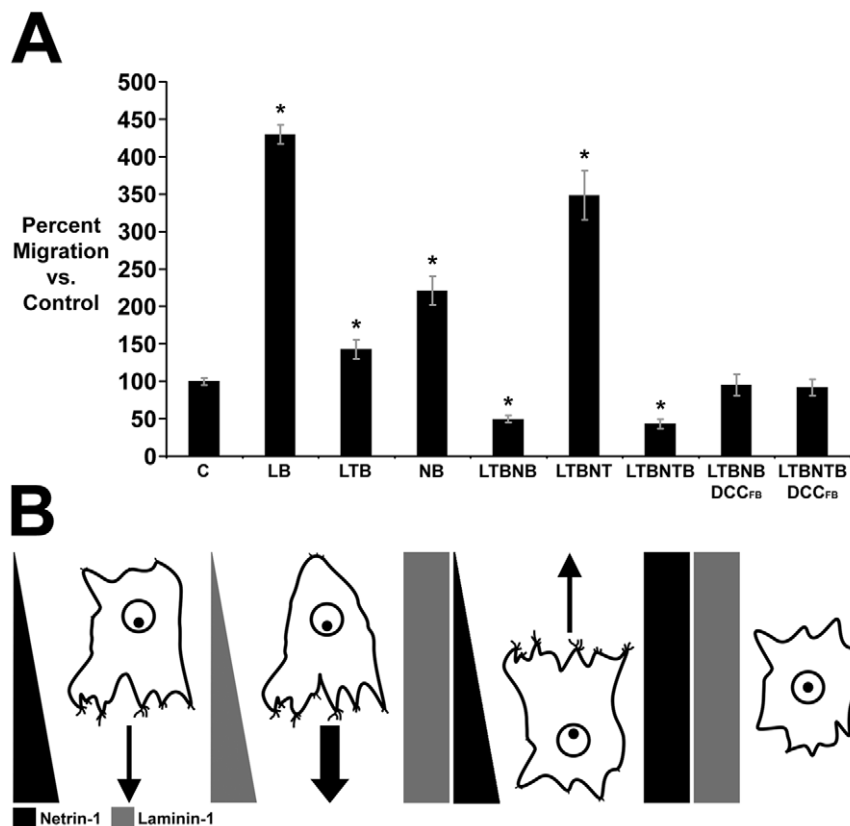 A
500
450
400
350
300
250
200
150
100
50
0
Percent
Migration
vs.
Control
*
*
*
*
*
*
C LB LTB NB LTBNB LTBNT LTBNTB LTBNB LTBNTB
DCCFB DCCFB
B
Netrin-1 Laminin-1